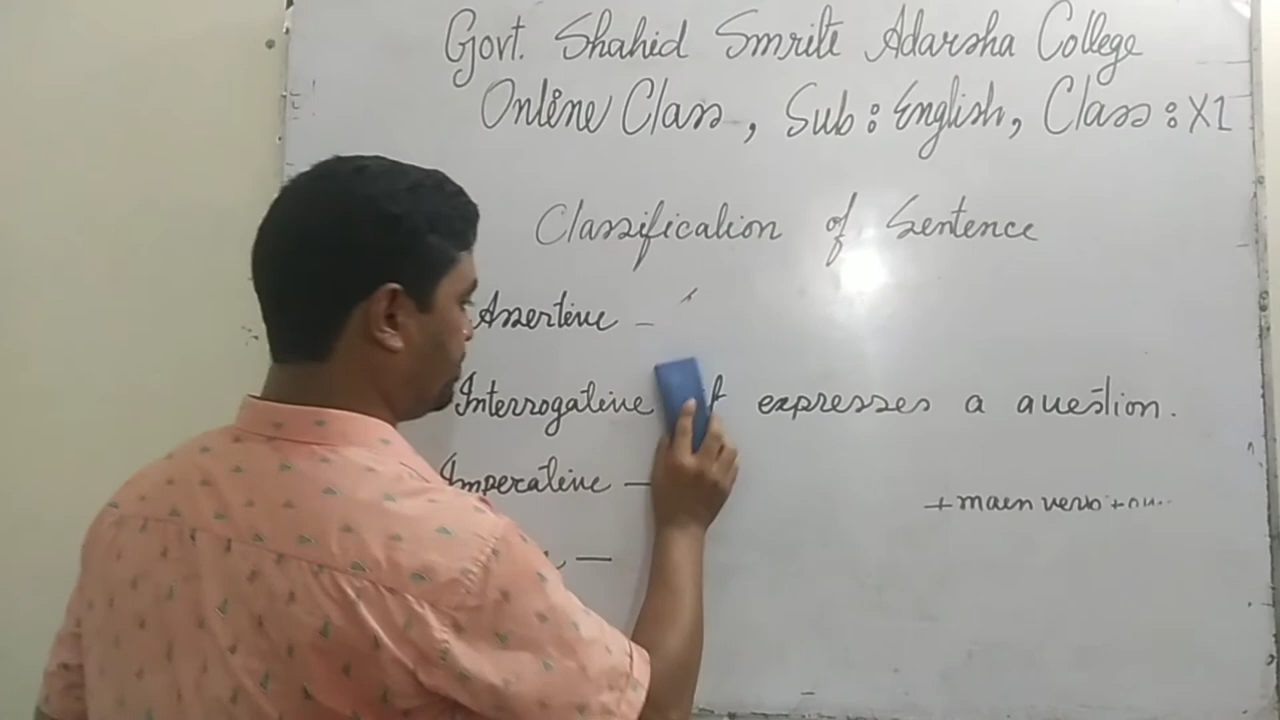 Govt. Shahid Smrite Adarsha College
Online Class, Sub: English, Class: XI
Classification of Sentence
Assertive –
Interrogative expresses a question.
Imperative –
+ main verb +
—